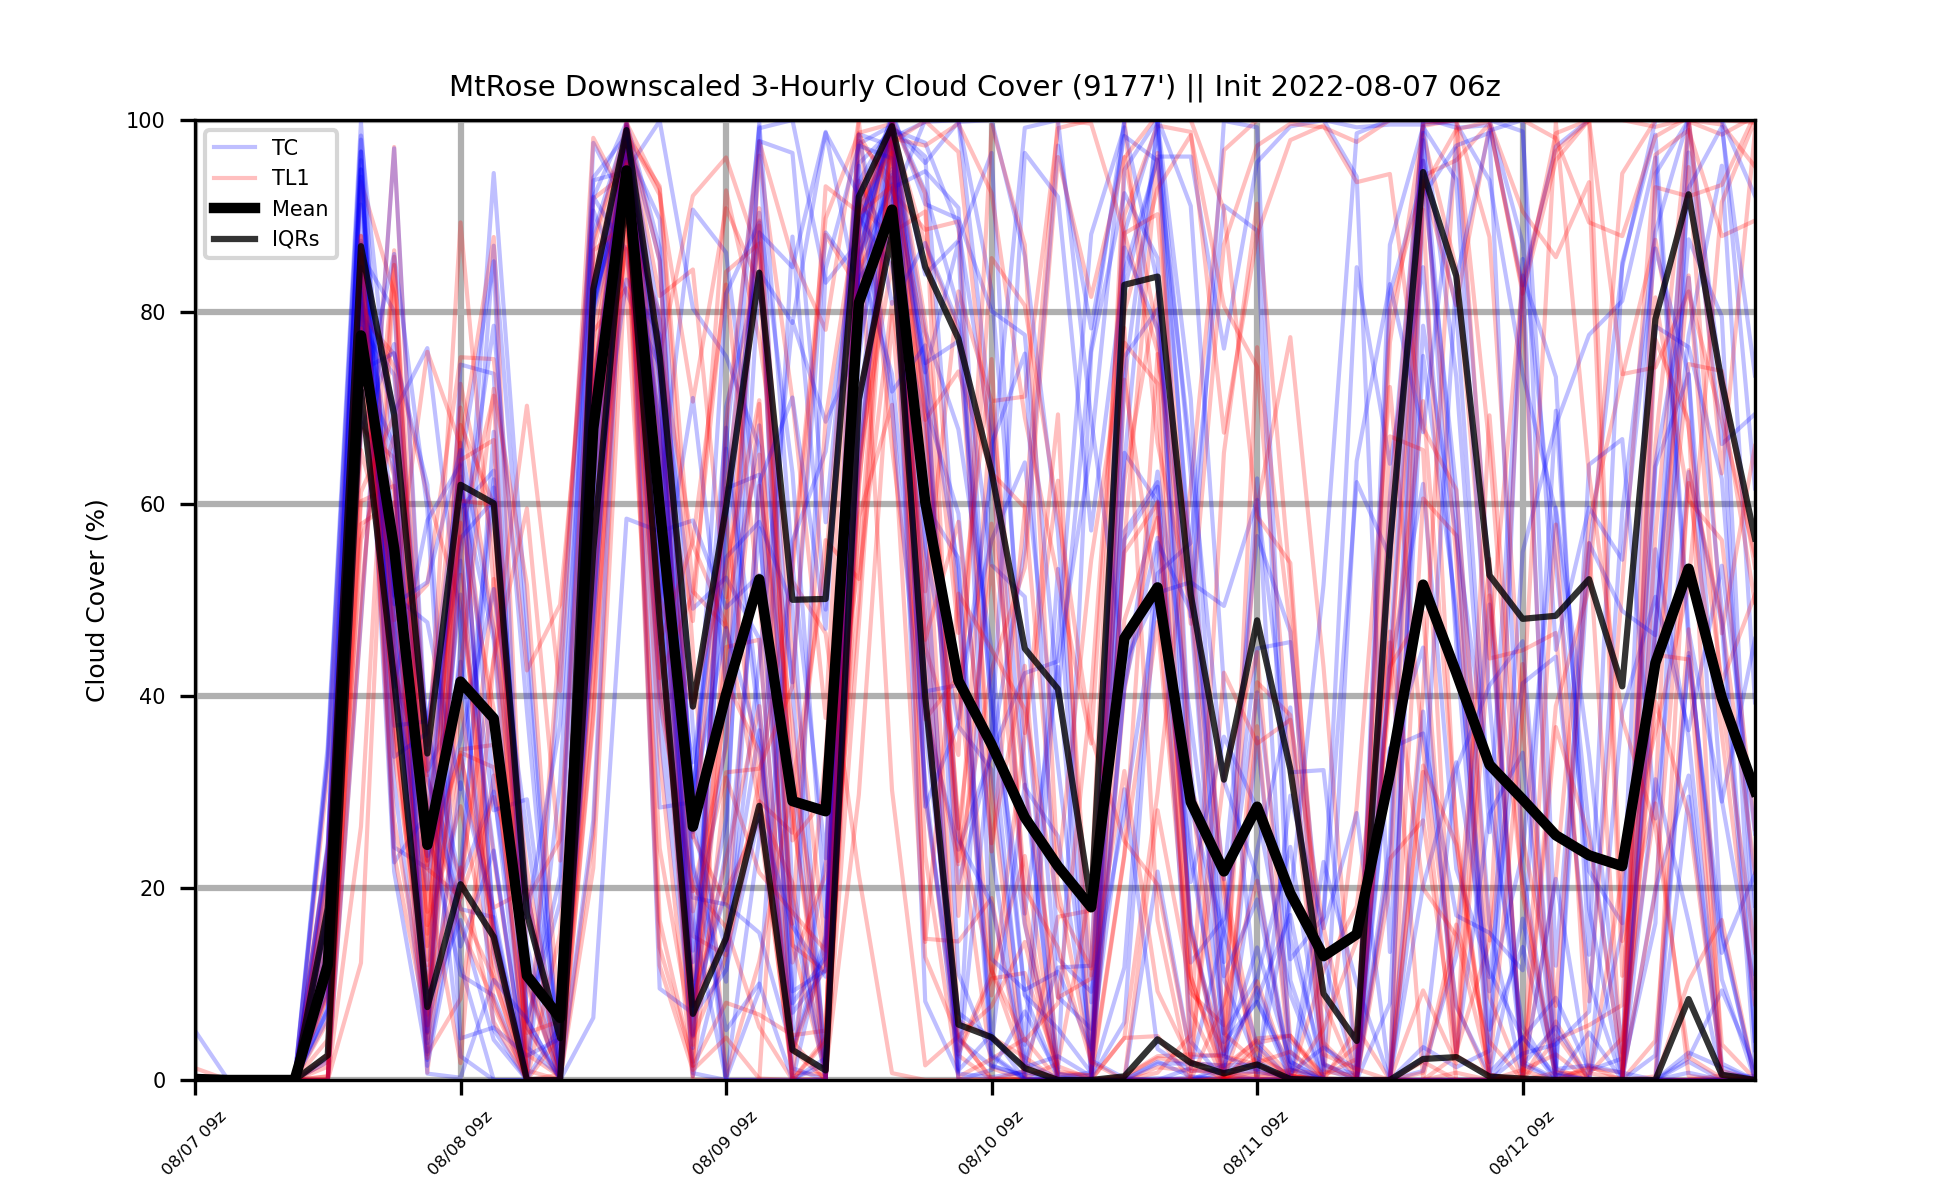 MtRose Downscaled 3-Hourly Cloud Cover (9177') || Init 2022-08-07 06z
TC
TL1
Mean
IQRs
Cloud Cover (%)
100
80
60
40
20
0
08/07 09z
08/08 09z
08/09 09z
08/10 09z
08/11 09z
08/12 09z